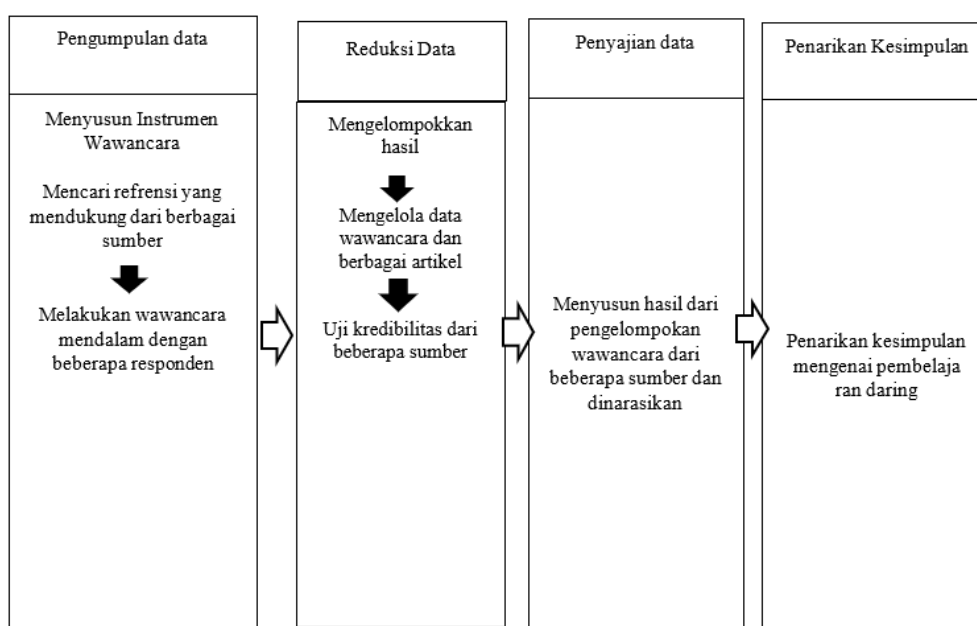 Pengumpulan data
Menyusun Instrumen
Wawancara
Mencari refrensi yang
mendukung dari berbagai
sumber
Melakukan wawancara
mendalam dengan
beberapa responden
Reduksi Data
Mengelompokkan
hasil
Mengelola data
wawancara dan
berbagai artikel
Uji kredibilitas dari
beberapa sumber
Penyajian data
Menyusun hasil dari
pengelompokan
wawancara dari
beberapa sumber dan
dinarasikan
Penarikan Kesimpulan
Penarikan kesimpulan
mengenai pembelaja
ran daring